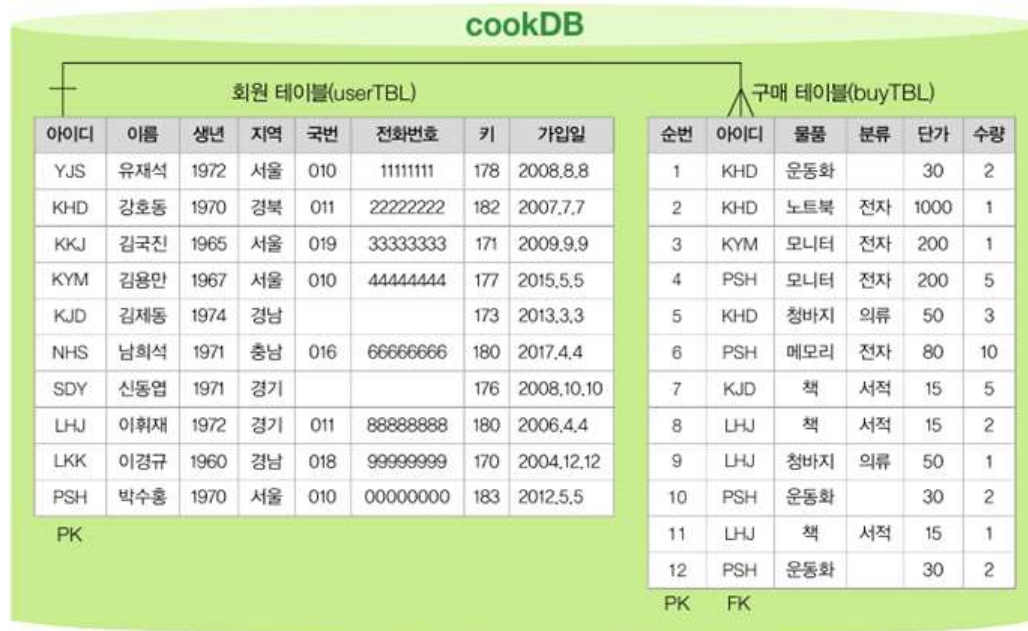 cookDB
회원 테이블(userTBL)
아이디 이름 생년 지역 국번 전화번호 키 가입일
YJS 유재석 1972 서울 010 11111111 178 2008.8.8
KHD 강호동 1970 경북 011 22222222 182 2007.7.7
KKJ 김국진 1965 서울 019 33333333 171 2009.9.9
KYM 김용만 1967 서울 010 44444444 177 2015.5.5
KJD 김제동 1974 경남 173 2013.3.3
NHS 남희석 1971 충남 016 66666666 180 2017.4.4
SDY 신동엽 1971 경기 176 2008.10.10
LHJ 이휘재 1972 경기 011 88888888 180 2006.4.4
LKK 이경규 1960 경남 018 99999999 170 2004.12.12
PSH 박수홍 1970 서울 010 00000000 183 2012.5.5
PK
구매 테이블(buyTBL)
순번 아이디 물품 분류 단가 수량
1 KHD 운동화 30 2
2 KHD 노트북 전자 1000 1
3 KYM 모니터 전자 200 1
4 PSH 모니터 전자 200 5
5 KHD 청바지 의류 50 3
6 PSH 메모리 전자 80 10
7 KJD 책 서적 15 5
8 LHJ 책 서적 15 2
9 LHJ 청바지 의류 50 1
10 PSH 운동화 30 2
11 LHJ 책 서적 15 1
12 PSH 운동화 30 2
PK FK